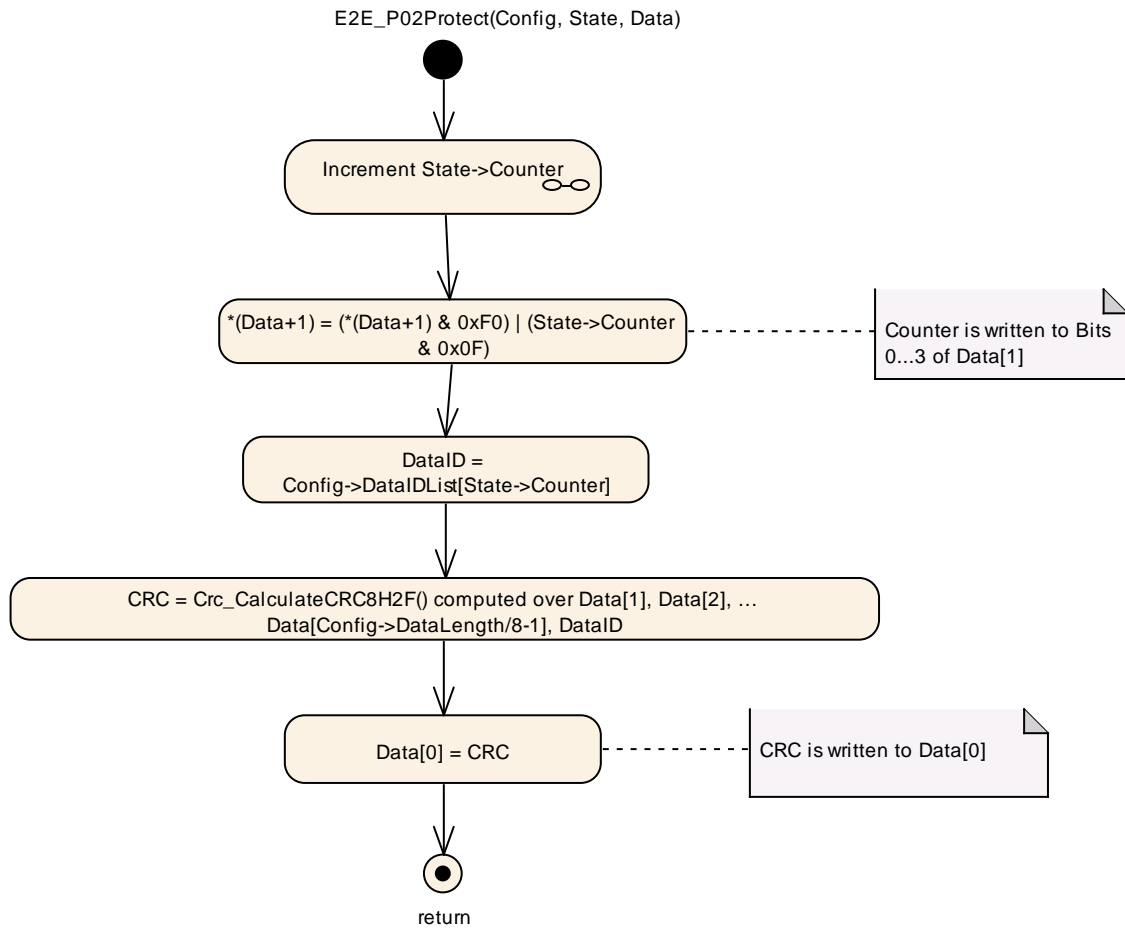 E2E_P02Protect(Config, State, Data)
Increment State->Counter
*(Data+1) = (*(Data+1) & 0xF0) | (State->Counter
& 0x0F)
Counter is written to Bits
0...3 of Data[1]
DataID =
Config->DataIDList[State->Counter]
CRC = Crc_CalculateCRC8H2F() computed over Data[1], Data[2], ...
Data[Config->DataLength/8-1], DataID
Data[0] = CRC
CRC is written to Data[0]
return